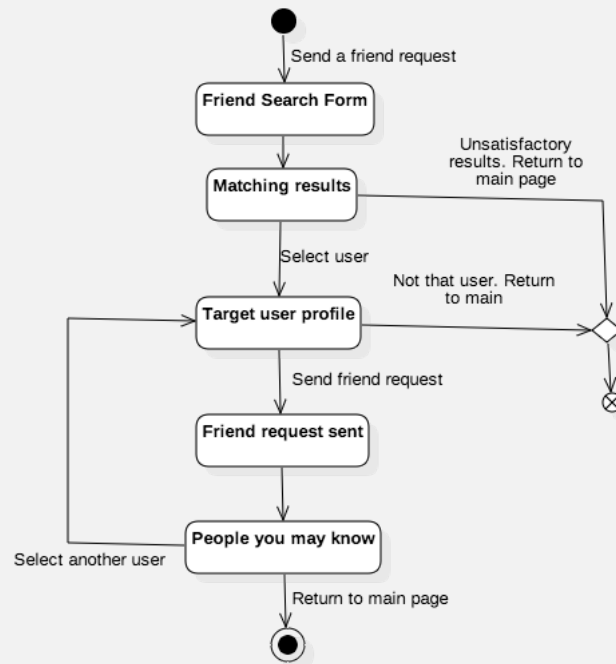 Send a friend request
Friend Search Form
Unsatisfactory
results. Return to
main page
Matching results
Select user
Not that user. Return
to main
Target user profile
Send friend request
Friend request sent
People you may know
Select another user
Return to main page